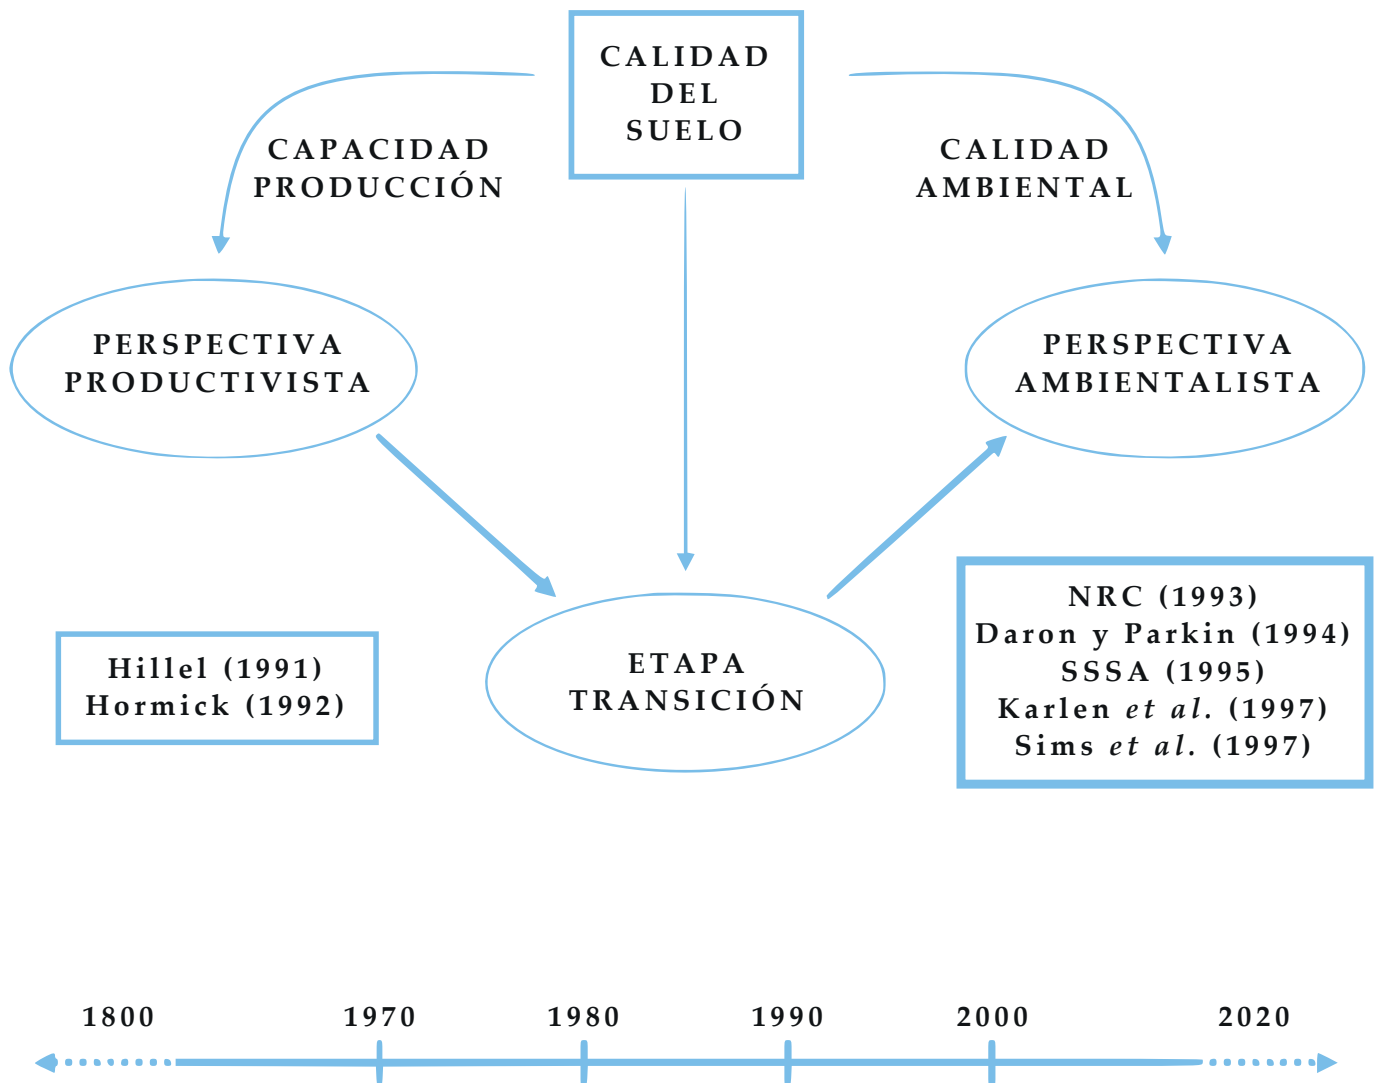 CALIDAD
DEL
SUELO
CAPACIDAD
PRODUCCIÓN
CALIDAD
AMBIENTAL
PERSPECTIVA
PRODUCTIVISTA
PERSPECTIVA
AMBIENTALISTA
ETAPA
TRANSICIÓN
Hillel (1991)
Hormick (1992)
NRC (1993)
Daron y Parkin (1994)
SSSA (1995)
Karlen et al. (1997)
Sims et al. (1997)
1800 1970 1980 1990 2000 2020